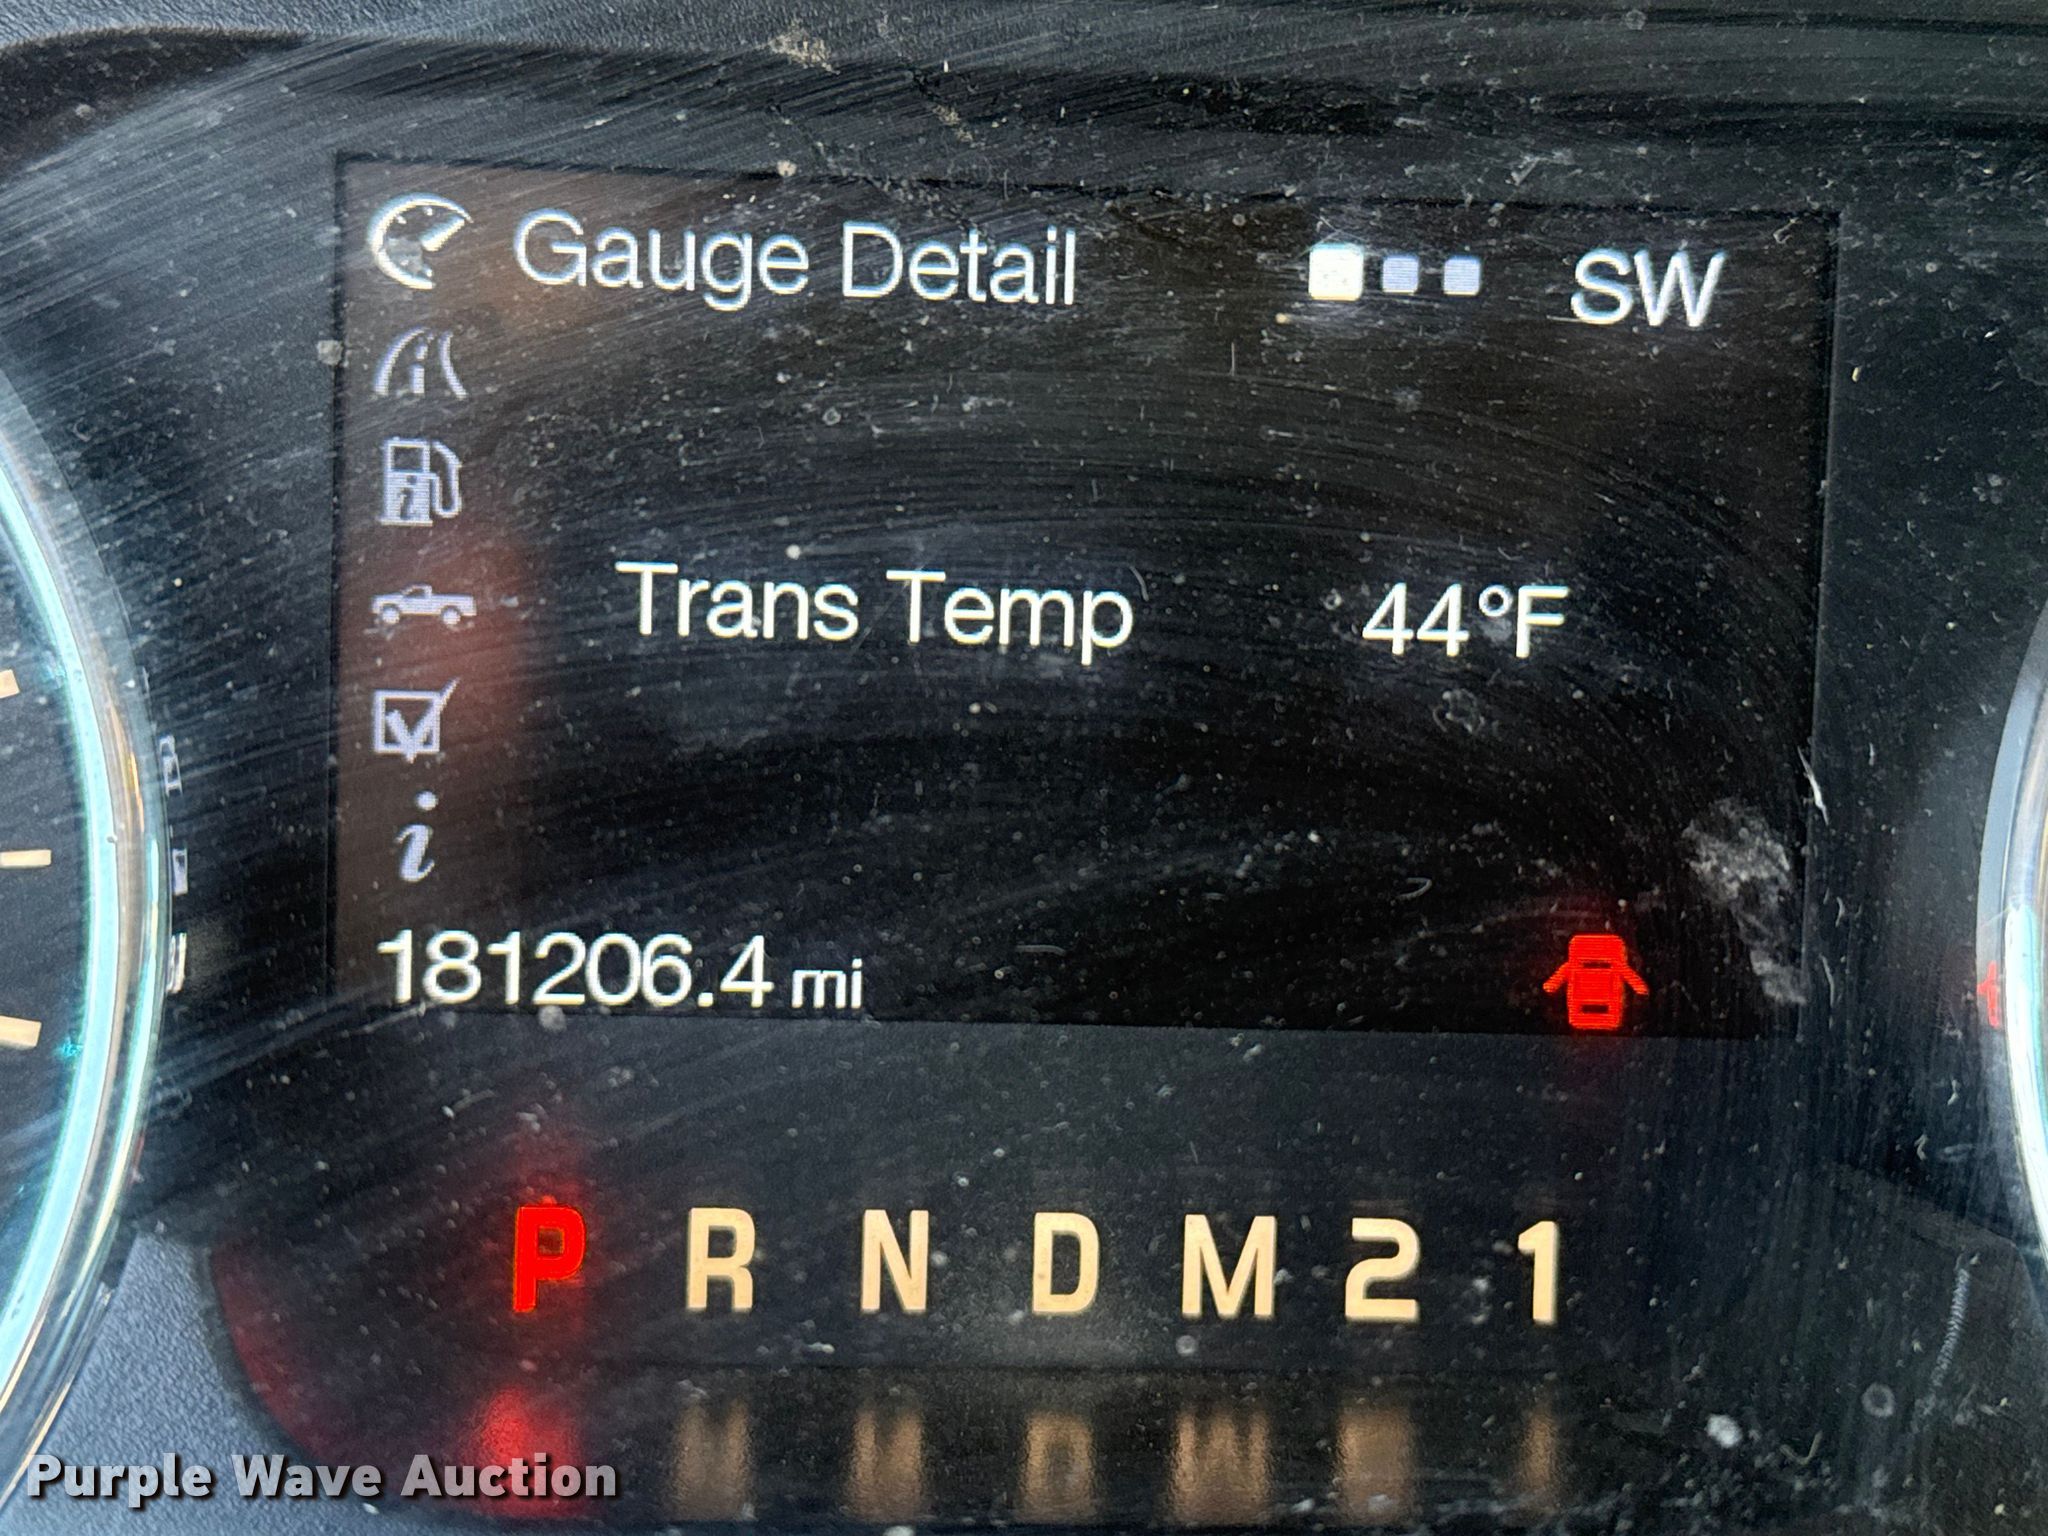 Gauge Detail SW
Trans Temp 44°F
181206.4 mi
P R N D M 2 1
Purple Wave Auction